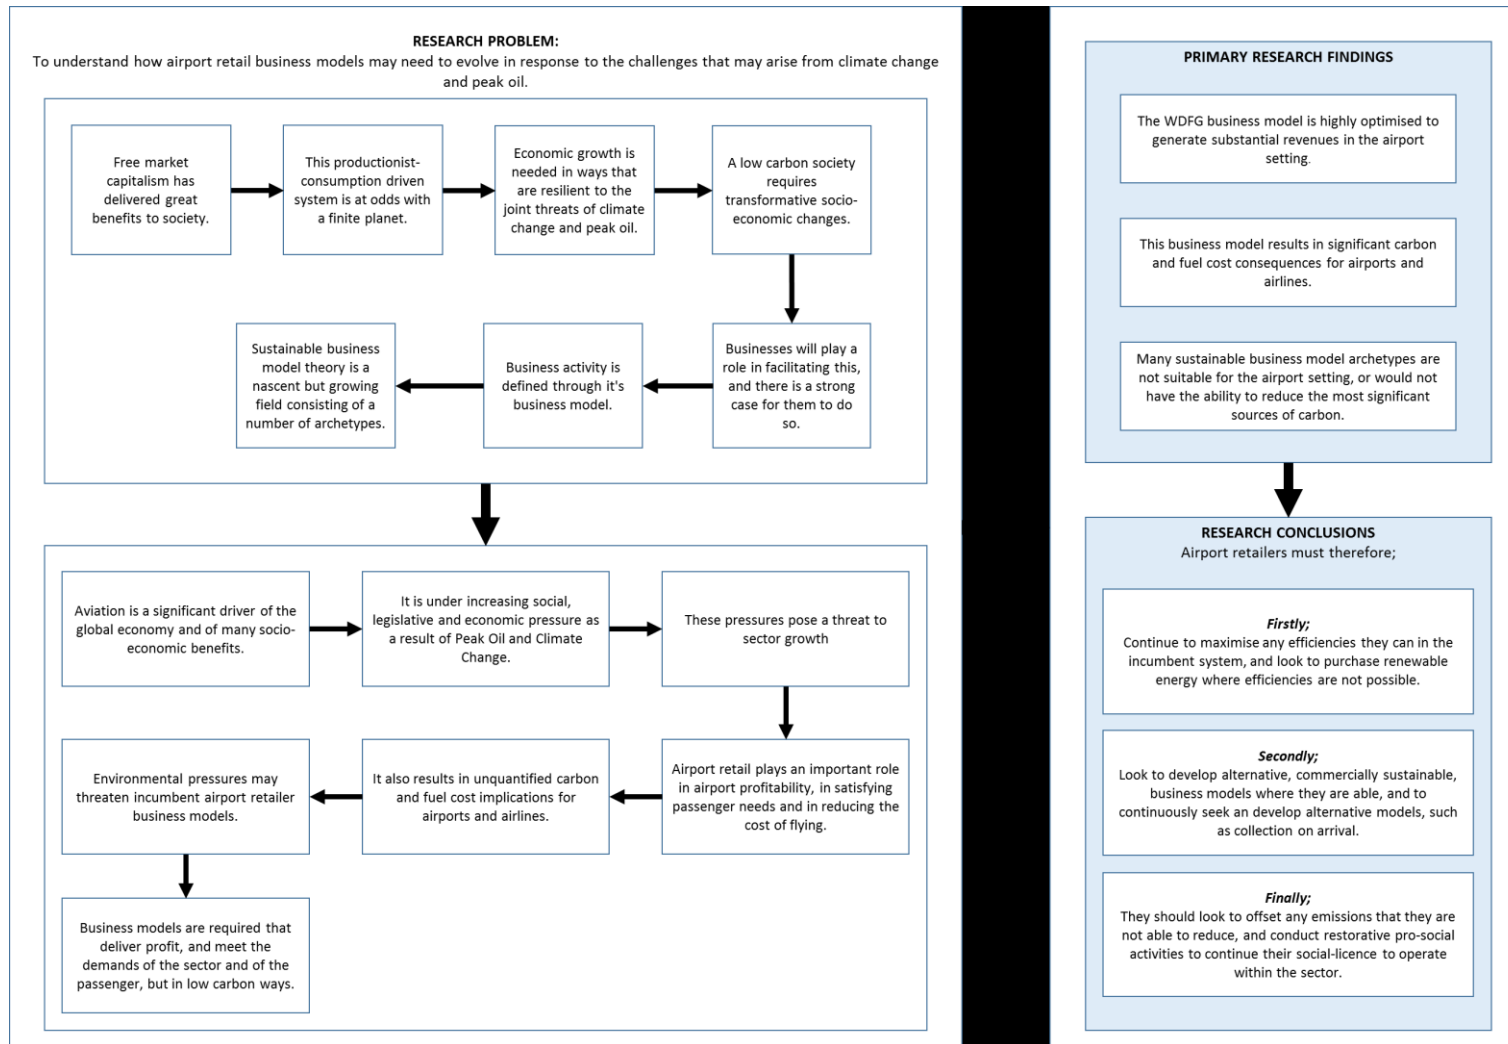 RESEARCH PROBLEM:
To understand how airport retail business models may need to evolve in response to the challenges that may arise from climate change
and peak oil.
Free market
capitalism has
delivered great
benefits to society.
This productionist-
consumption driven
system is at odds with
a finite planet.
Economic growth is
needed in ways that
are resilient to the
joint threats of climate
change and peak oil.
A low carbon society
requires
transformative socio-
economic changes.
Sustainable business
model theory is a
nascent but growing
field consisting of a
number of archetypes.
Business activity is
defined through it's
business model.
Businesses will play a
role in facilitating this,
and there is a strong
case for them to do
so.
Aviation is a significant driver of the
global economy and of many socio-
economic benefits.
It is under increasing social,
legislative and economic pressure as
a result of Peak Oil and Climate
Change.
These pressures pose a threat to
sector growth
Environmental pressures may
threaten incumbent airport retailer
business models.
It also results in unquantified carbon
and fuel cost implications for
airports and airlines.
Airport retail plays an important role
in airport profitability, in satisfying
passenger needs and in reducing the
cost of flying.
Business models are required that
deliver profit, and meet the
demands of the sector and of the
passenger, but in low carbon ways.
PRIMARY RESEARCH FINDINGS
The WDFG business model is highly optimised to
generate substantial revenues in the airport
setting.
This business model results in significant carbon
and fuel cost consequences for airports and
airlines.
Many sustainable business model archetypes are
not suitable for the airport setting, or would not
have the ability to reduce the most significant
sources of carbon.
RESEARCH CONCLUSIONS
Airport retailers must therefore;
Firstly;
Continue to maximise any efficiencies they can in the
incumbent system, and look to purchase renewable
energy where efficiencies are not possible.
Secondly;
Look to develop alternative, commercially sustainable,
business models where they are able, and to
continuously seek an develop alternative models, such
as collection on arrival.
Finally;
They should look to offset any emissions that they are
not able to reduce, and conduct restorative pro-social
activities to continue their social-licence to operate
within the sector.